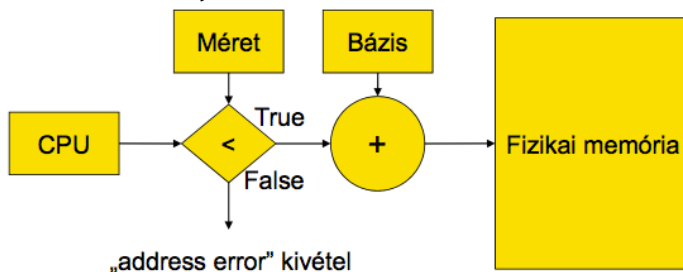 Méret
Bázis
CPU
<
True
+
Fizikai memória
False
„address error” kivétel